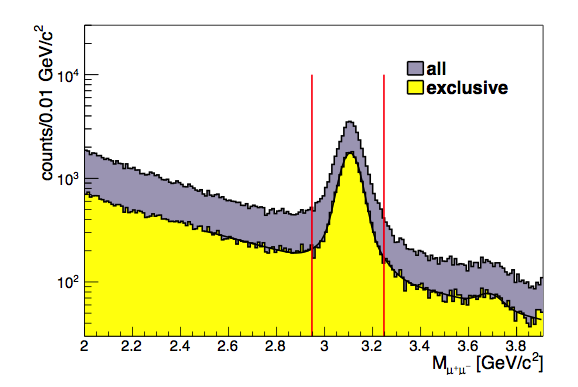 counts/0.01 GeV/c²
10⁴
10³
10²
all
exclusive
2 2.2 2.4 2.6 2.8 3 3.2 3.4 3.6 3.8
M_μ⁺μ⁻ [GeV/c²]